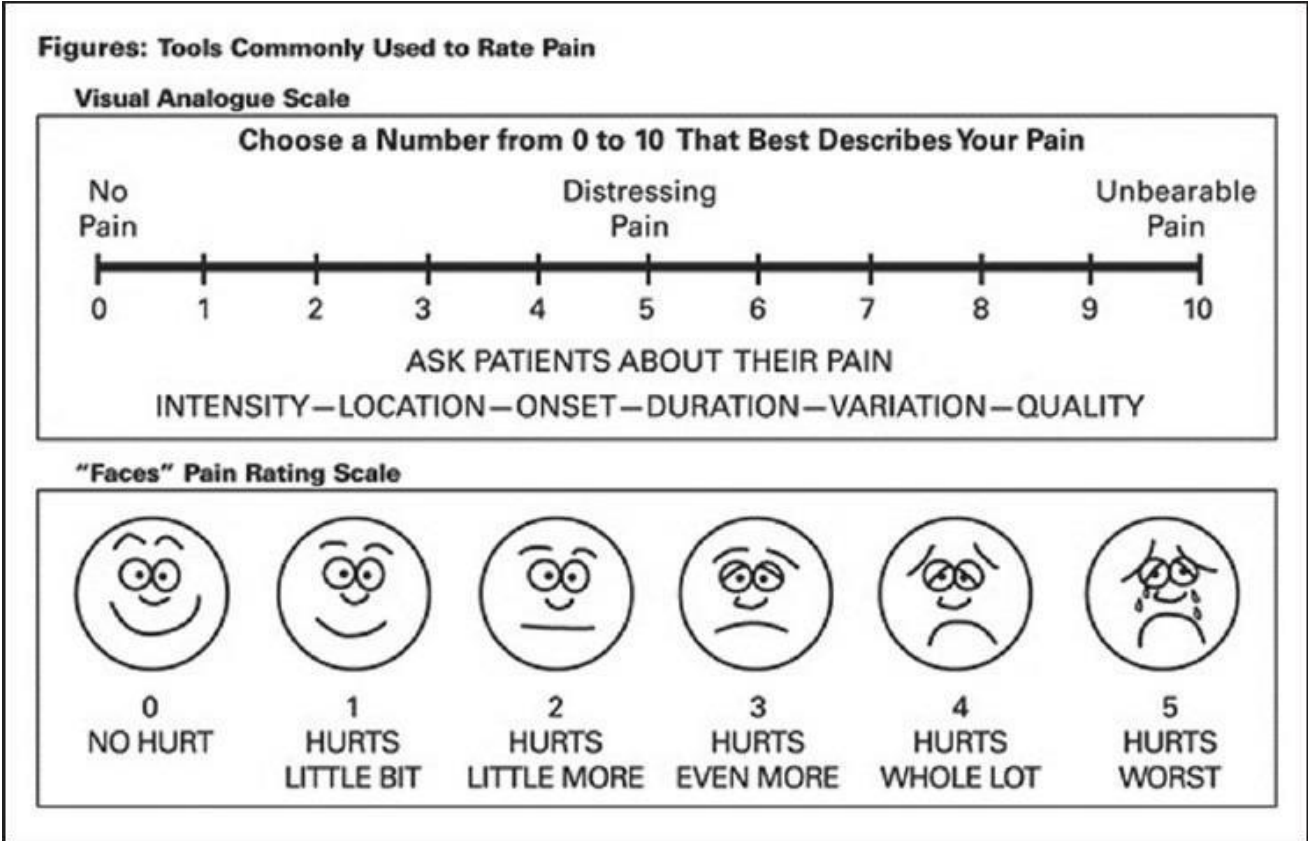 Figures: Tools Commonly Used to Rate Pain
Visual Analogue Scale
Choose a Number from 0 to 10 That Best Describes Your Pain
No Pain
Distressing Pain
Unbearable Pain
0 1 2 3 4 5 6 7 8 9 10
ASK PATIENTS ABOUT THEIR PAIN
INTENSITY—LOCATION—ONSET—DURATION—VARIATION—QUALITY
"Faces" Pain Rating Scale
0
NO HURT
1
HURTS
LITTLE BIT
2
HURTS
LITTLE MORE
3
HURTS
EVEN MORE
4
HURTS
WHOLE LOT
5
HURTS
WORST